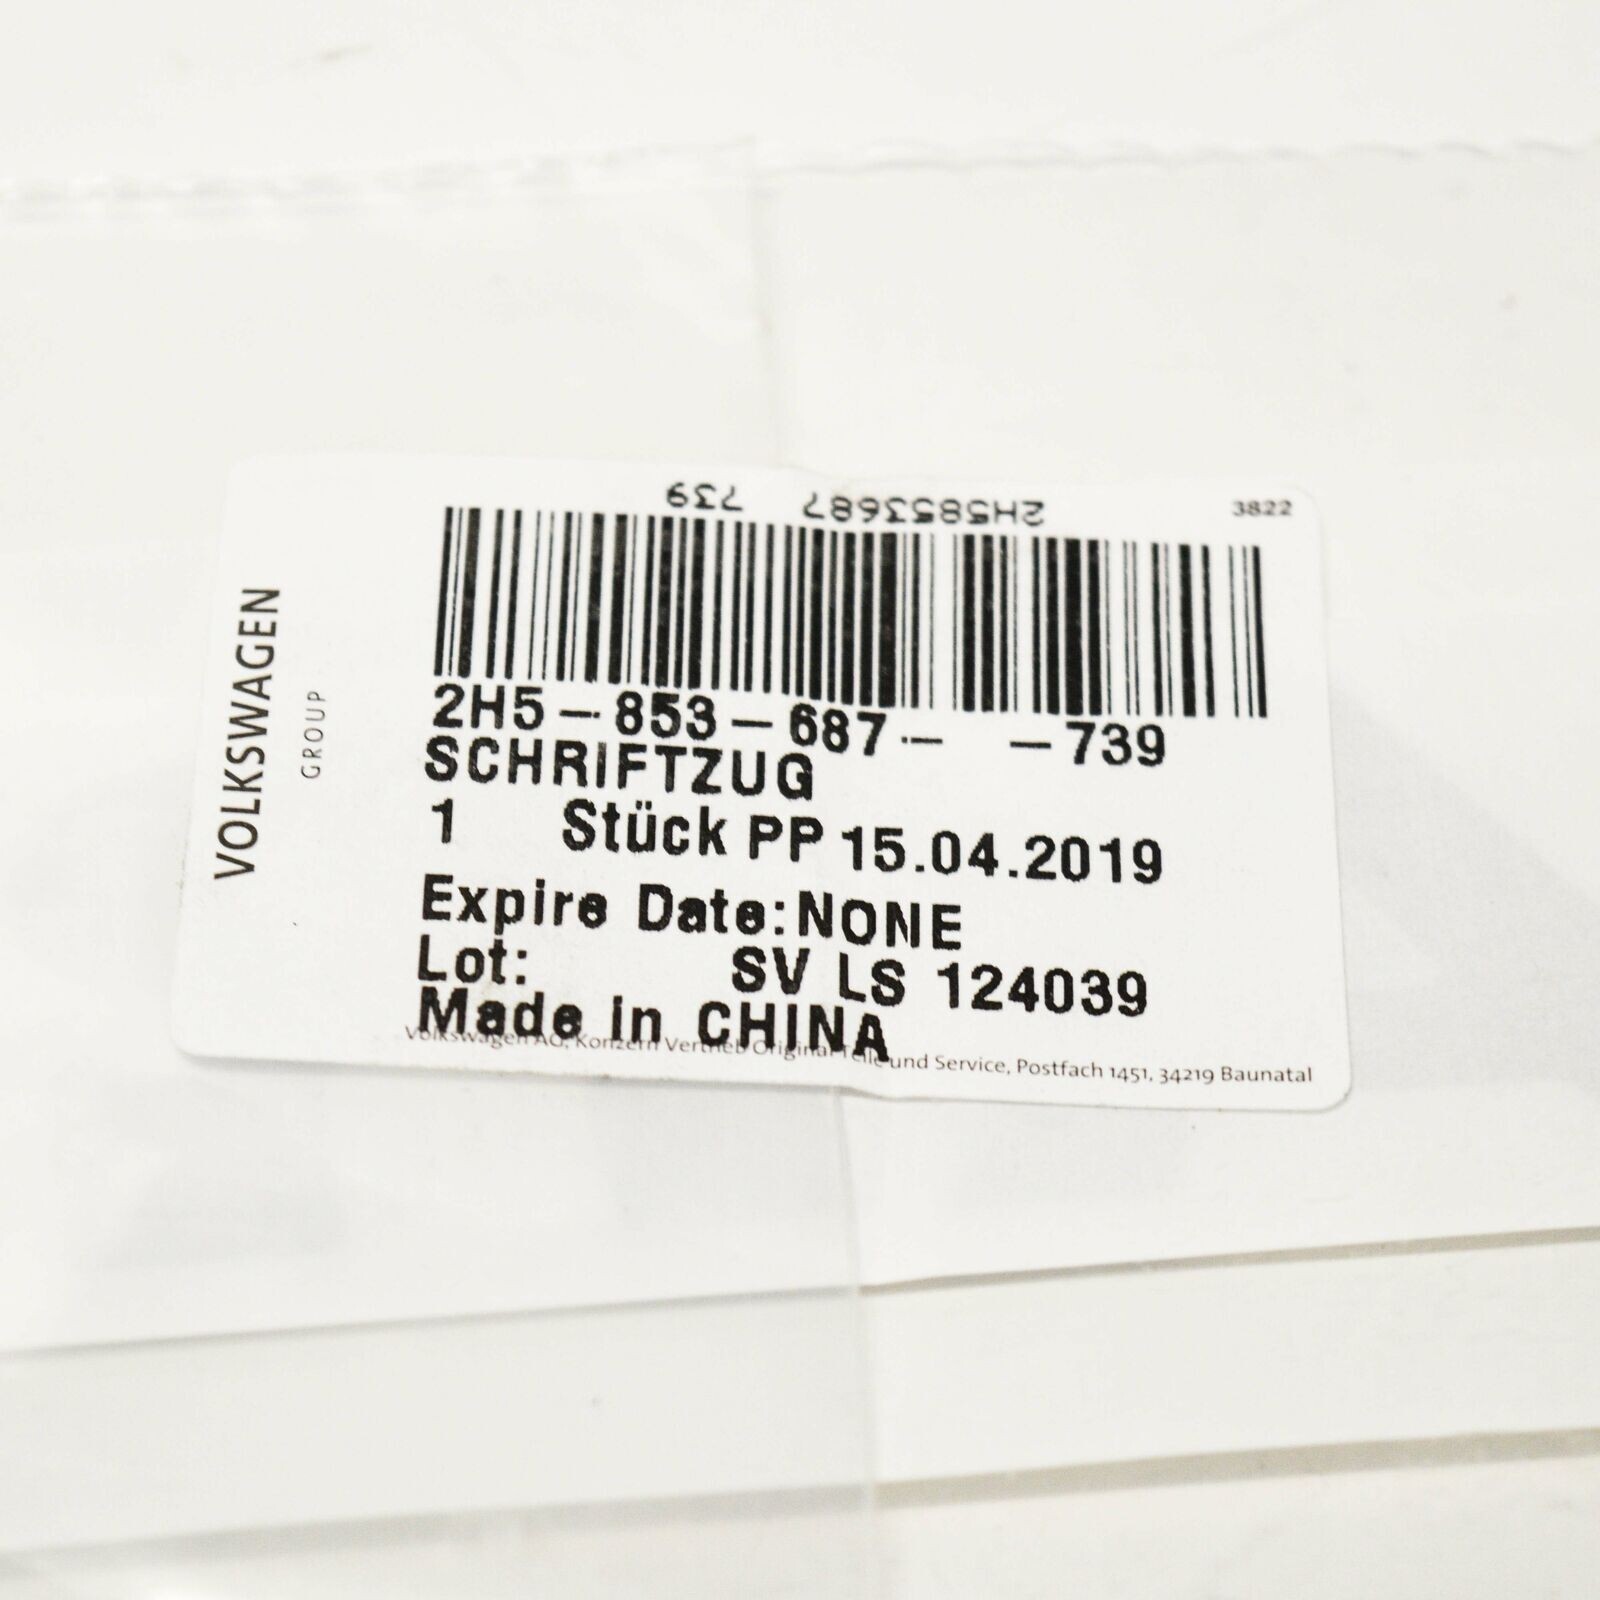 2H5853687 739
3822
VOLKSWAGEN
GROUP
2H5-853-687- -739
SCHRIFTZUG
1 Stück PP 15.04.2019
Expire Date:NONE
Lot: SV LS 124039
Made in CHINA
Volkswagen AG, Konzern Vertrieb Original Teile und Service, Postfach 1451, 34219 Baunatal